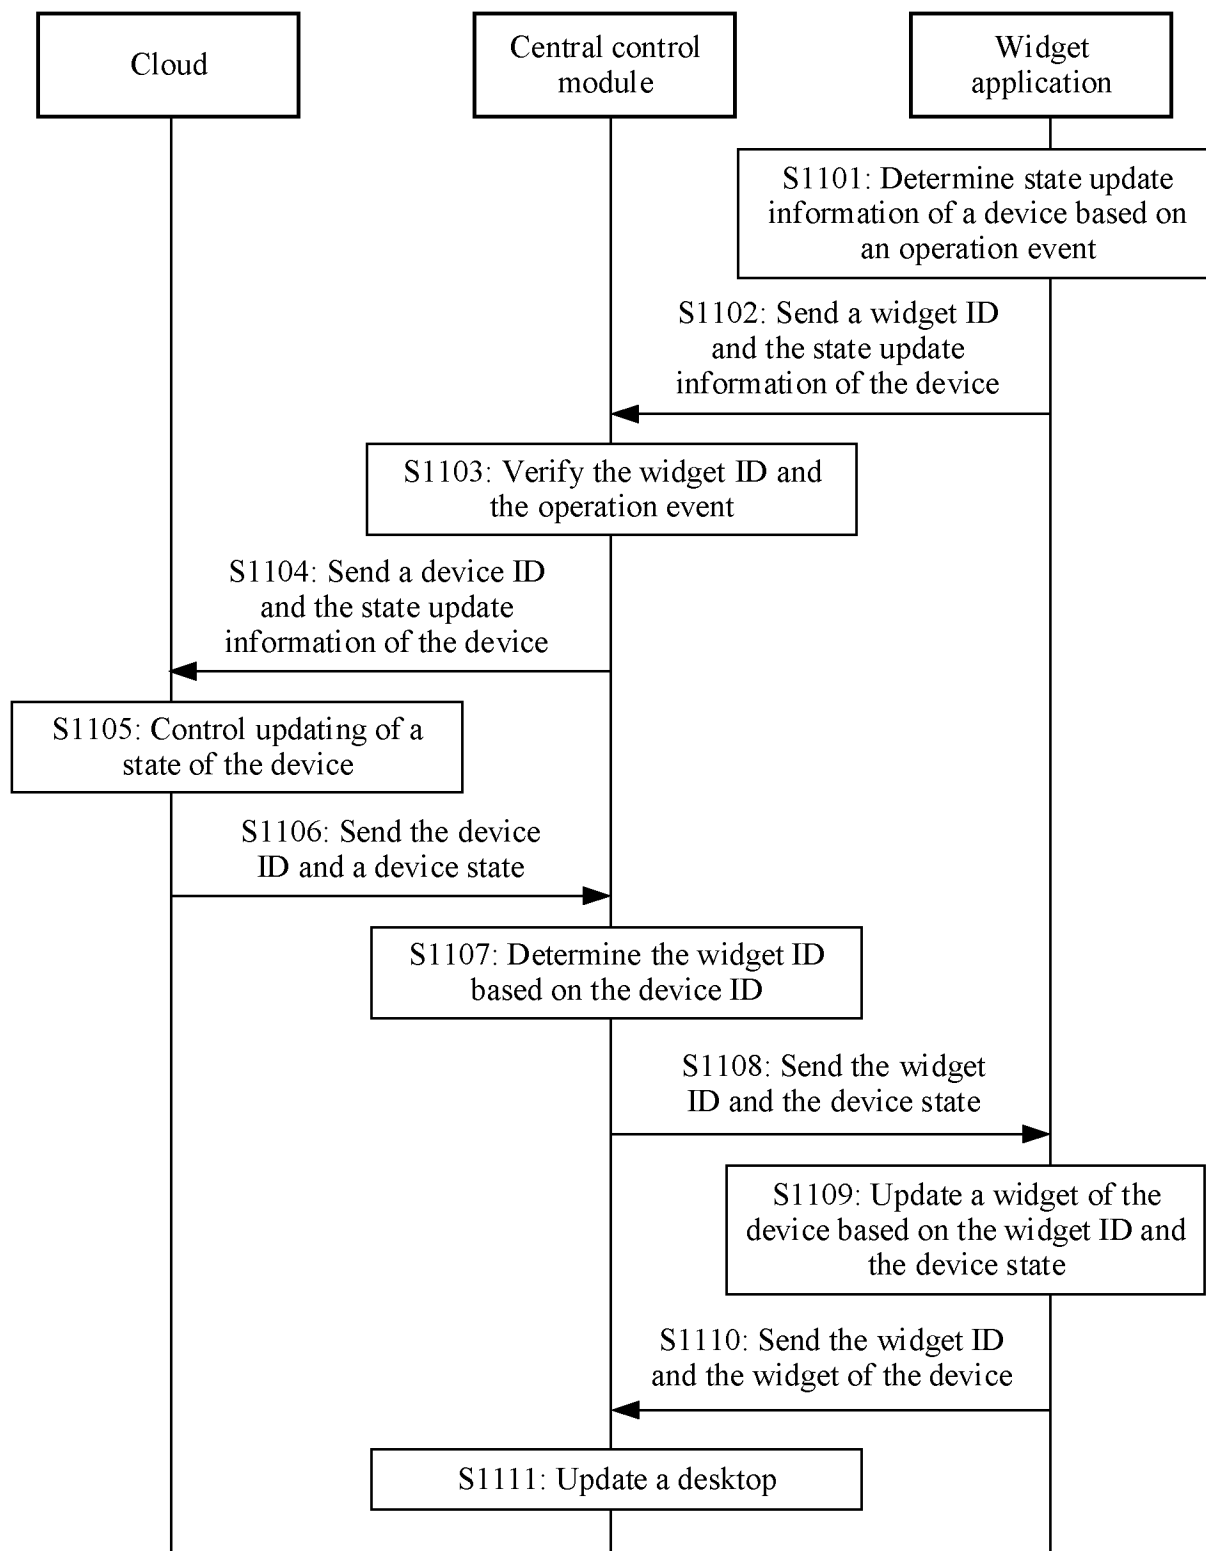 Cloud
Central control
module
Widget
application
S1101: Determine state update
information of a device based on
an operation event
S1102: Send a widget ID
and the state update
information of the device
S1103: Verify the widget ID and
the operation event
S1104: Send a device ID
and the state update
information of the device
S1105: Control updating of a
state of the device
S1106: Send the device
ID and a device state
S1107: Determine the widget ID
based on the device ID
S1108: Send the widget
ID and the device state
S1109: Update a widget of the
device based on the widget ID and
the device state
S1110: Send the widget ID
and the widget of the device
S1111: Update a desktop